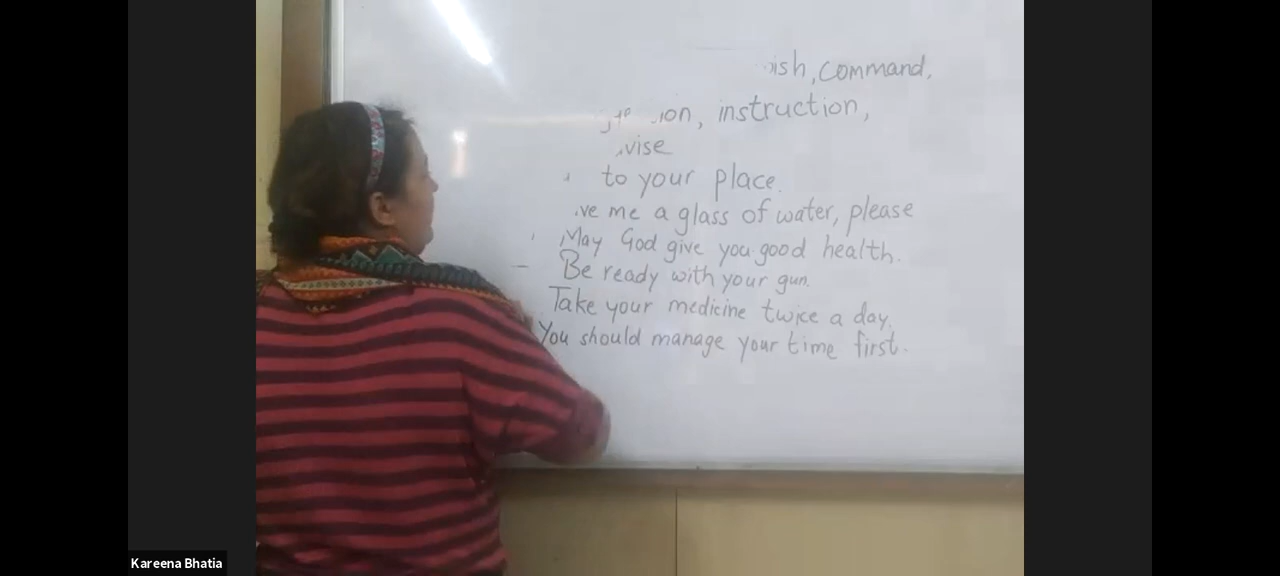 command,
instruction,
to your place.
me a glass of water, please
May God give you good health.
Be ready with your gun.
Take your medicine twice a day.
You should manage your time first.
Kareena Bhatia